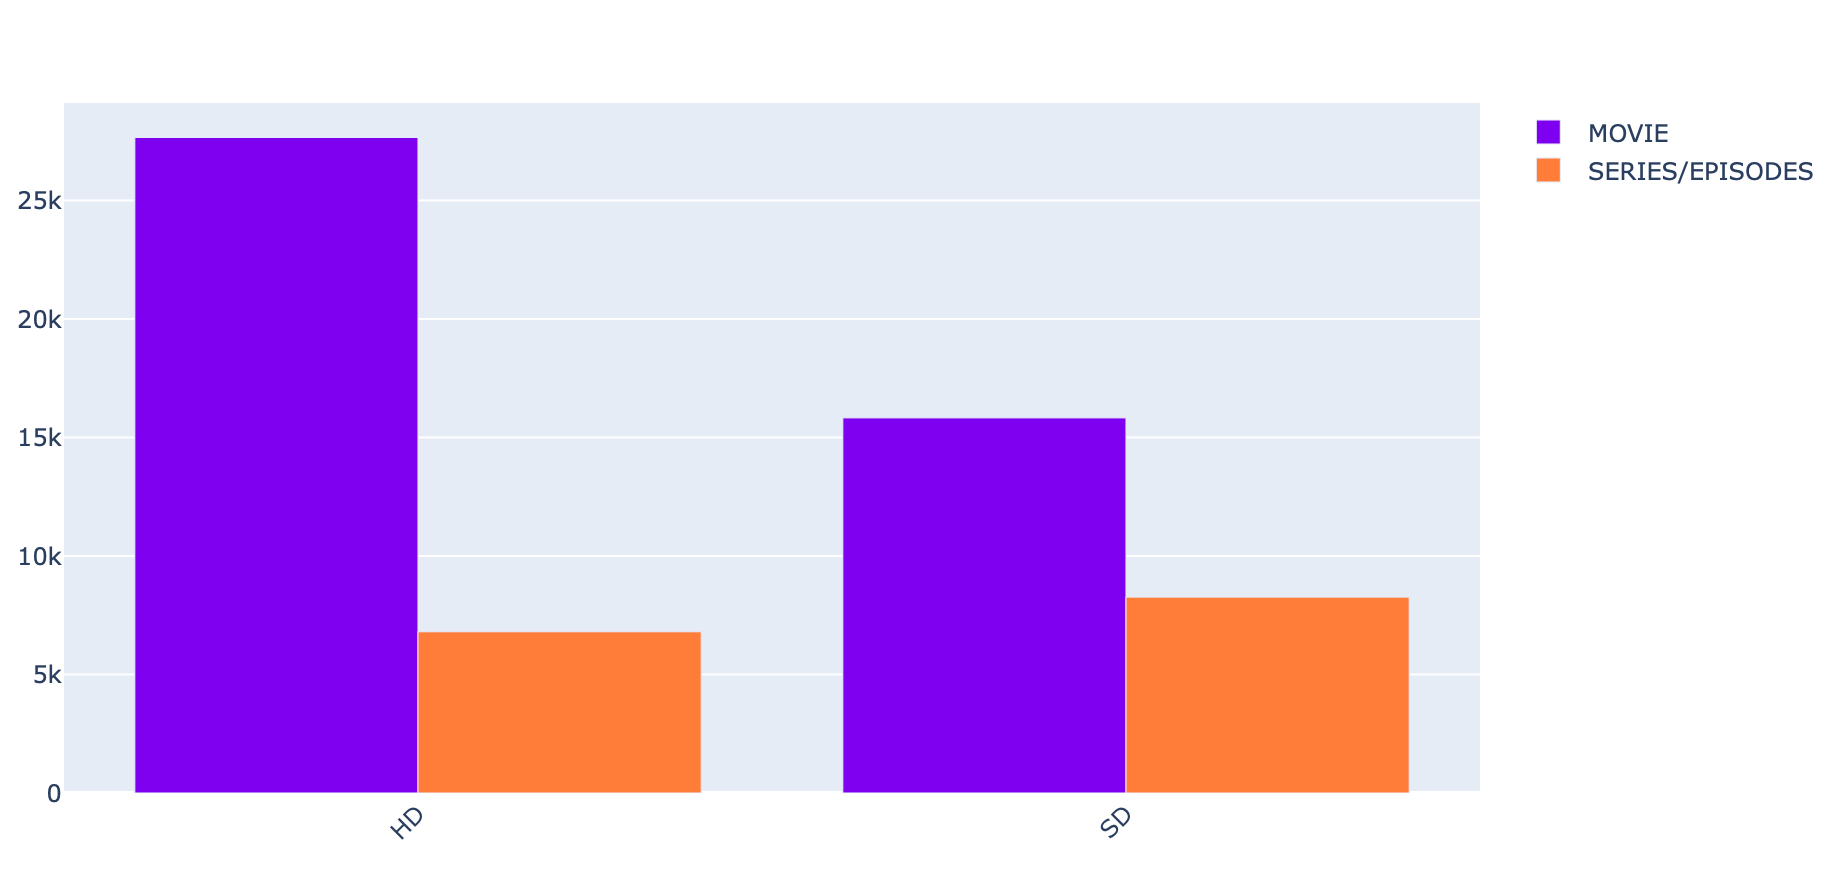 MOVIE
SERIES/EPISODES
25k
20k
15k
10k
5k
0
HD
SD